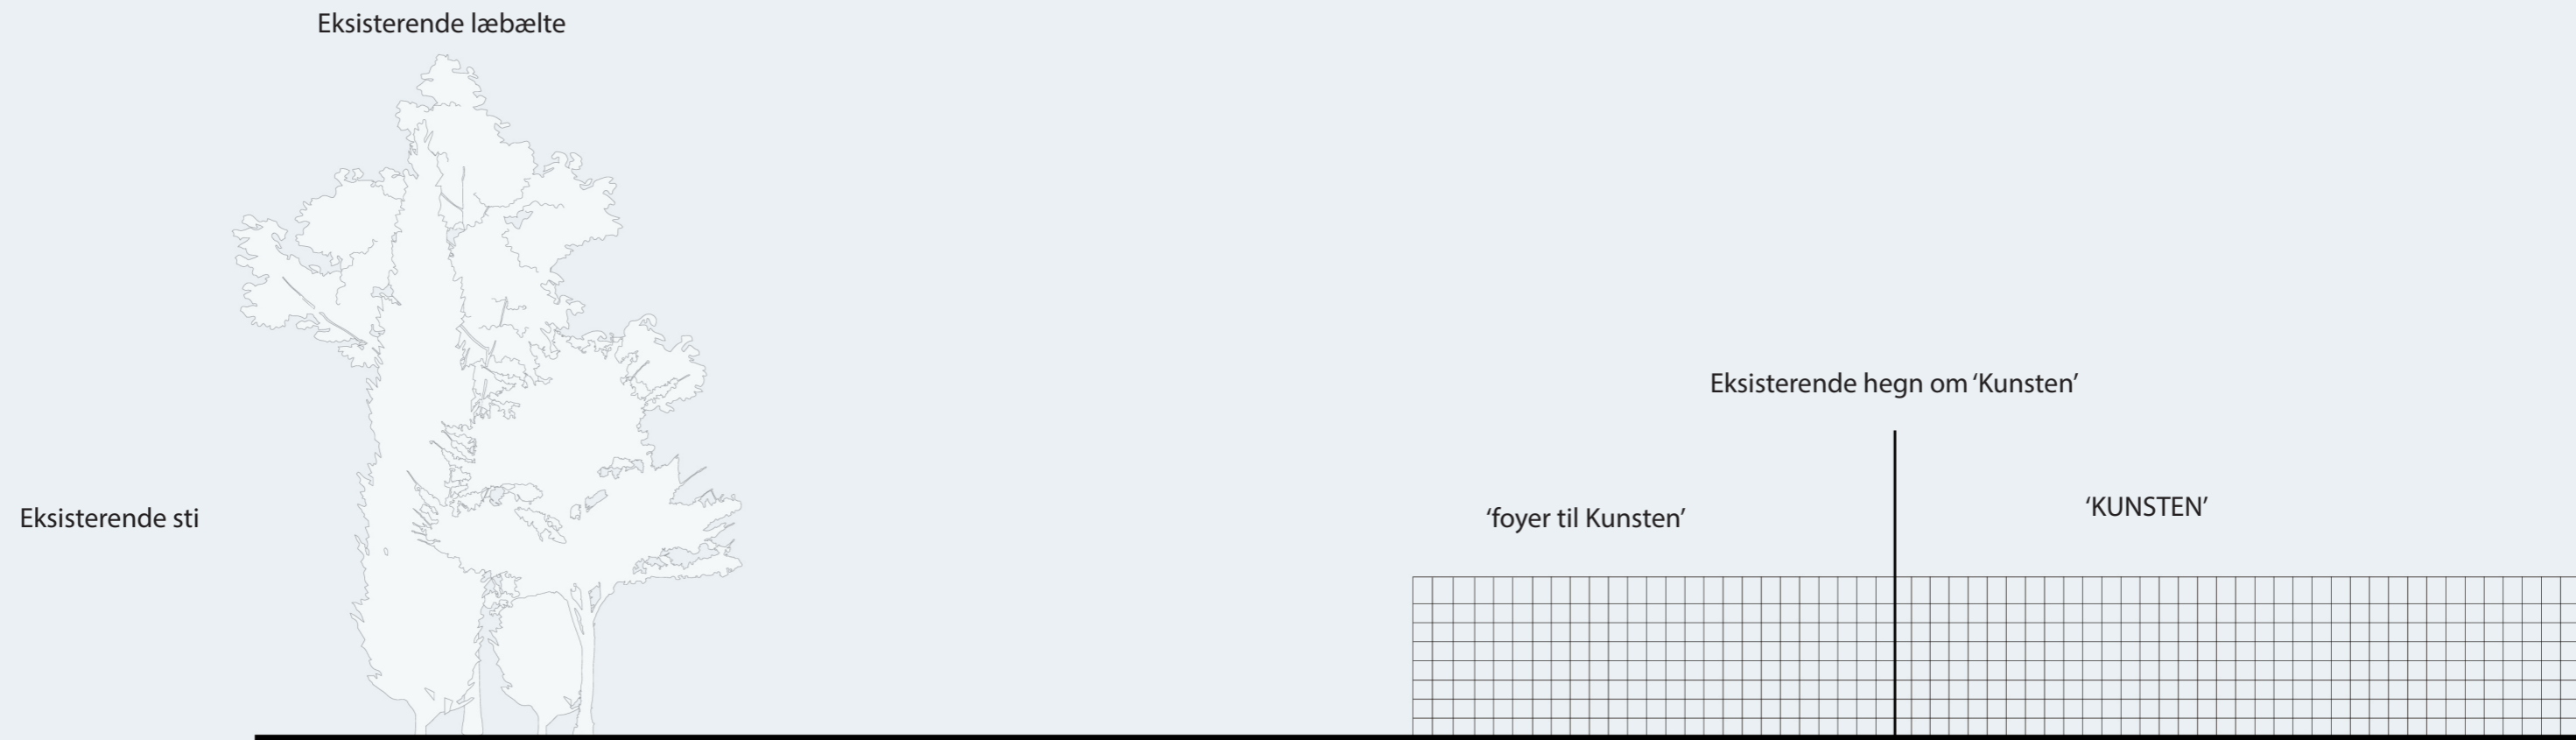 Eksisterende læbælte
Eksisterende hegn om ‘Kunsten’
Eksisterende sti
‘foyer til Kunsten’
‘KUNSTEN’